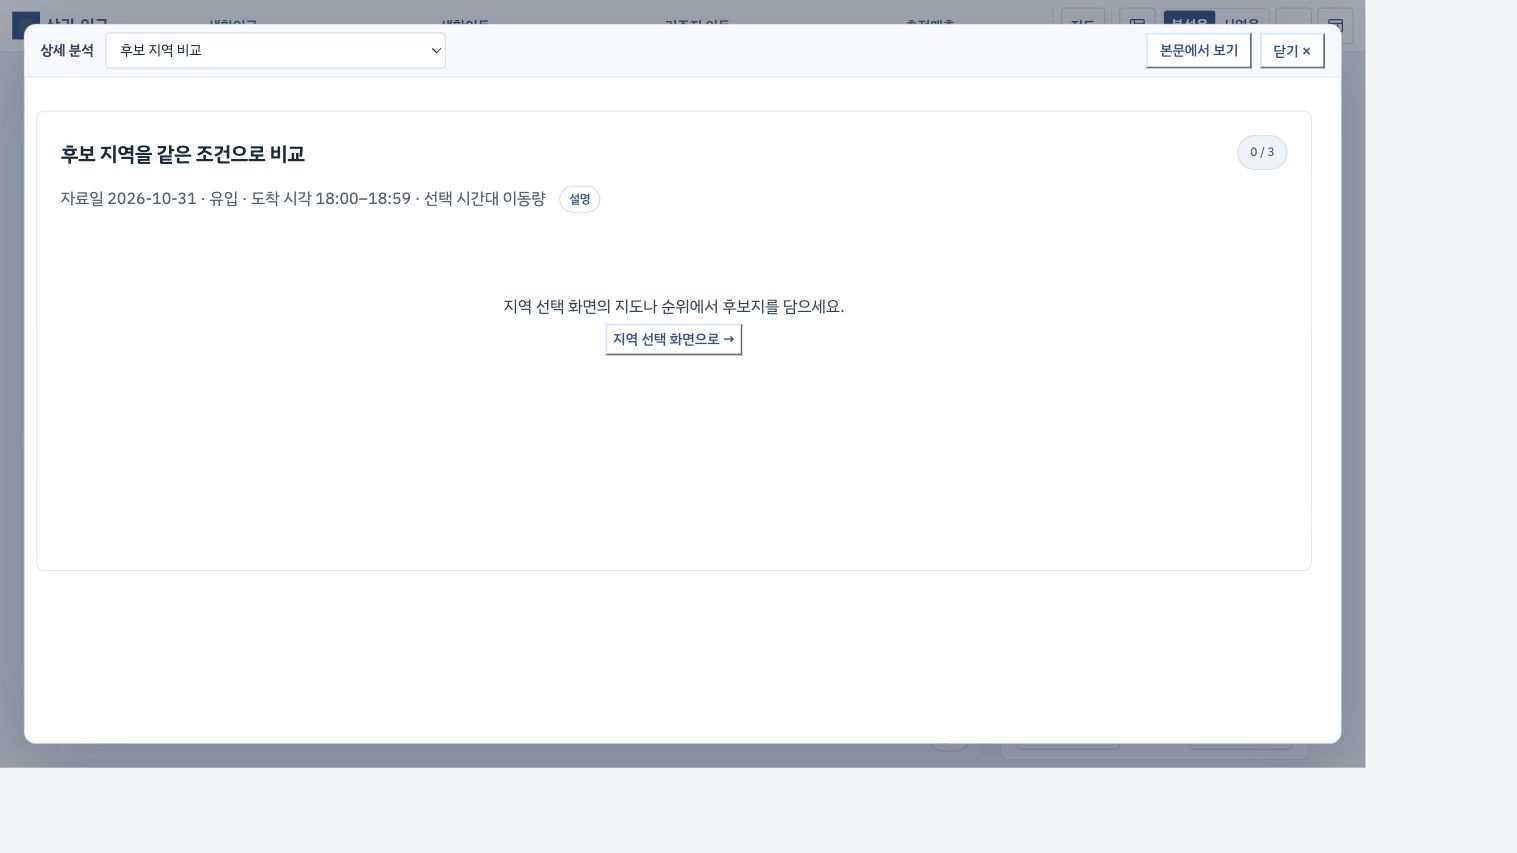 상세 분석
후보 지역 비교
본문에서 보기
닫기 ×
후보 지역을 같은 조건으로 비교
0 / 3
자료일 2026-10-31 · 유입 · 도착 시각 18:00–18:59 · 선택 시간대 이동량
설명
지역 선택 화면의 지도나 순위에서 후보지를 담으세요.
지역 선택 화면으로 →